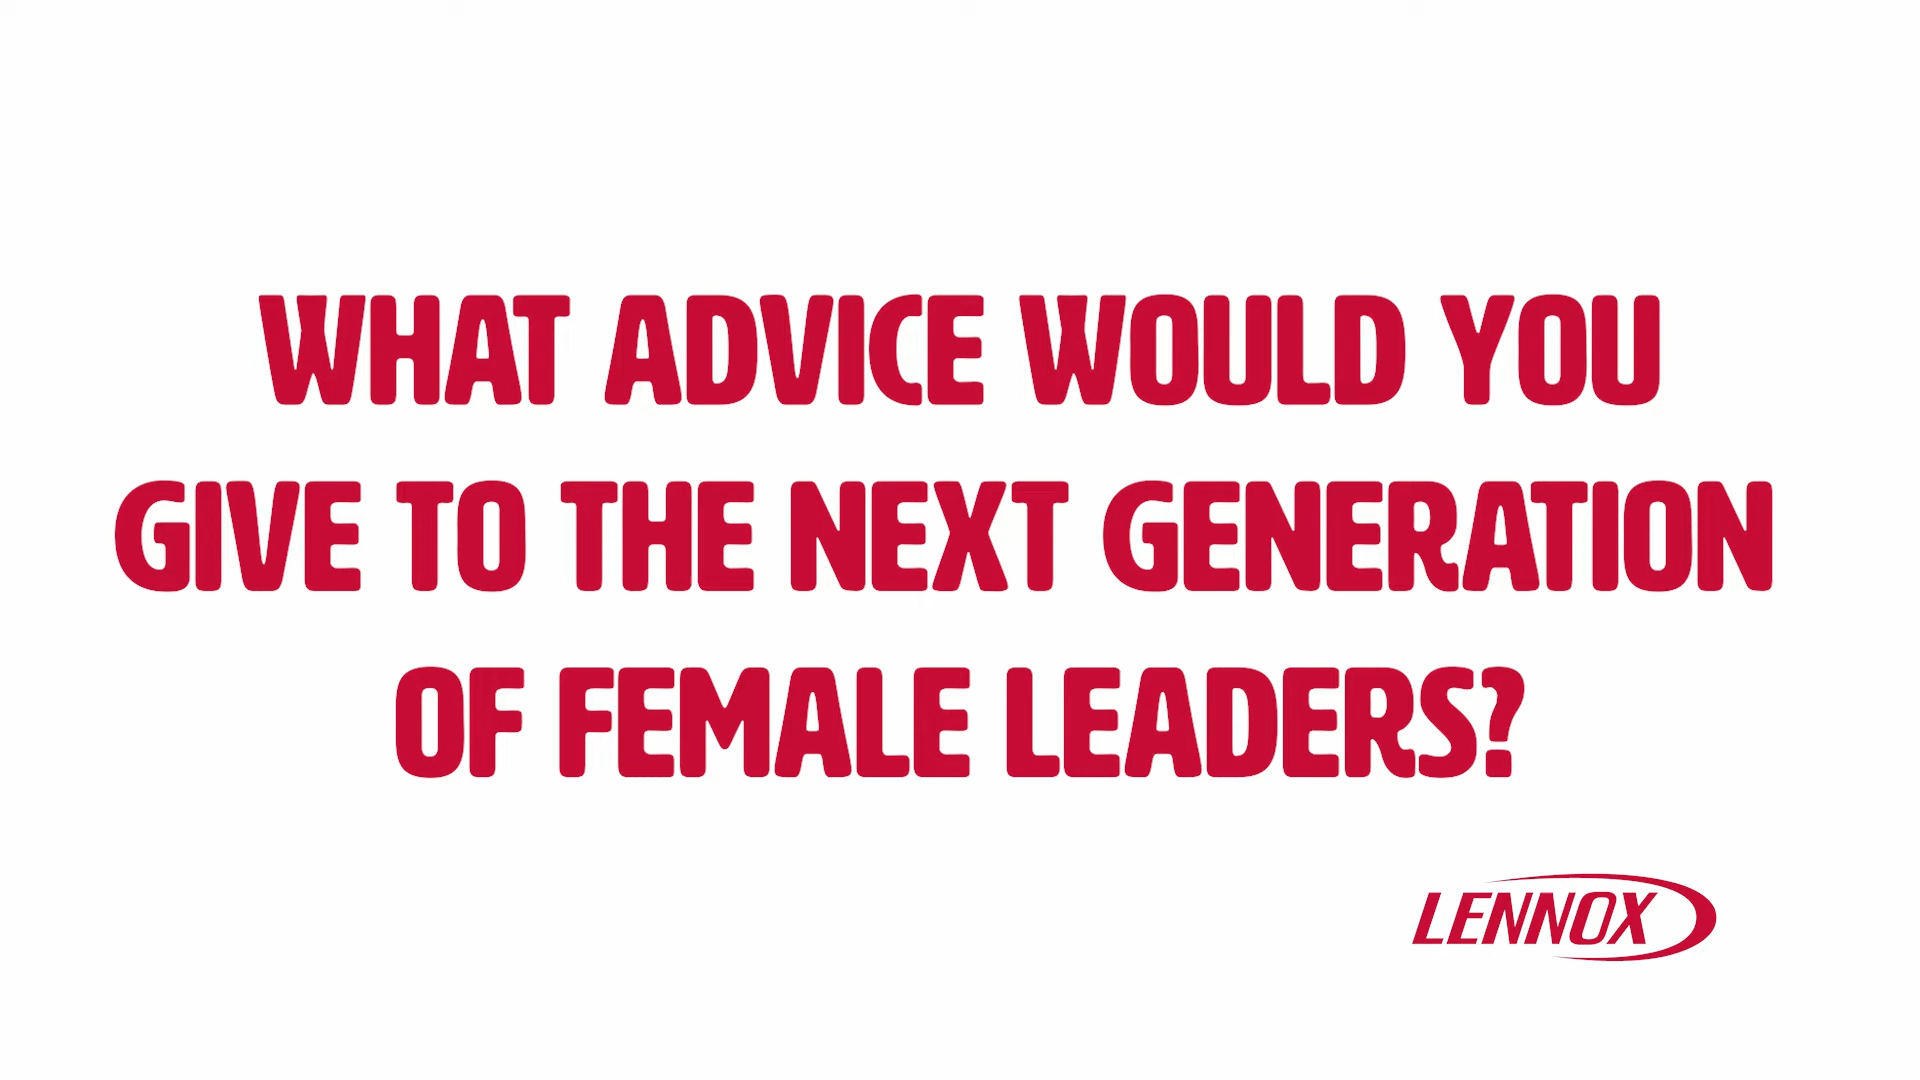 WHAT ADVICE WOULD YOU
GIVE TO THE NEXT GENERATION
OF FEMALE LEADERS?
LENNOX